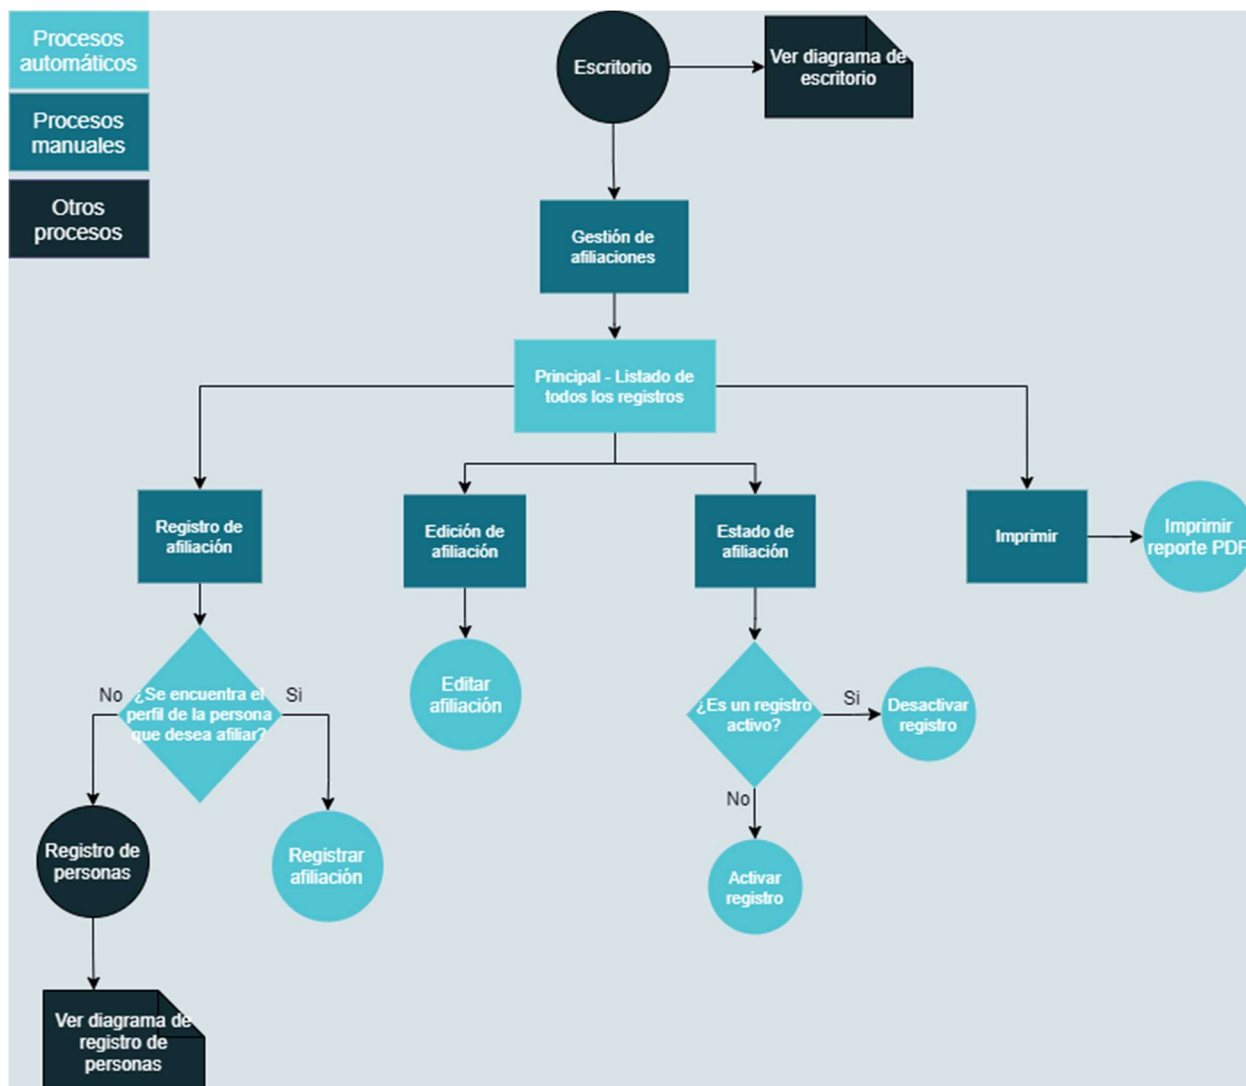 Procesos
automáticos
Procesos
manuales
Otros
procesos
Escritorio
Ver diagrama de
escritorio
Gestión de
afiliaciones
Principal - Listado de
todos los registros
Registro de
afiliación
Edición de
afiliación
Estado de
afiliación
Imprimir
Imprimir
reporte PDF
No
¿Se encuentra el
perfil de la persona
que desea afiliar?
Si
Editar
afiliación
¿Es un registro
activo?
Si
Desactivar
registro
No
Registro de
personas
Registrar
afiliación
Activar
registro
Ver diagrama de
registro de
personas